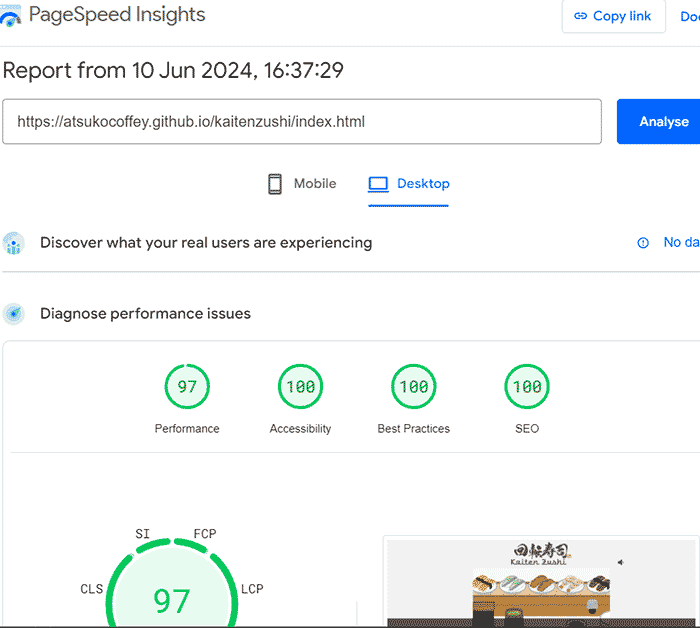 PageSpeed Insights
Copy link
Report from 10 Jun 2024, 16:37:29
https://atsukocoffey.github.io/kaitenzushi/index.html
Analyse
Mobile
Desktop
Discover what your real users are experiencing
No
Diagnose performance issues
97 100 100 100
Performance Accessibility Best Practices SEO
SI FCP
CLS LCP
97
回転寿司
Kaiten Zushi